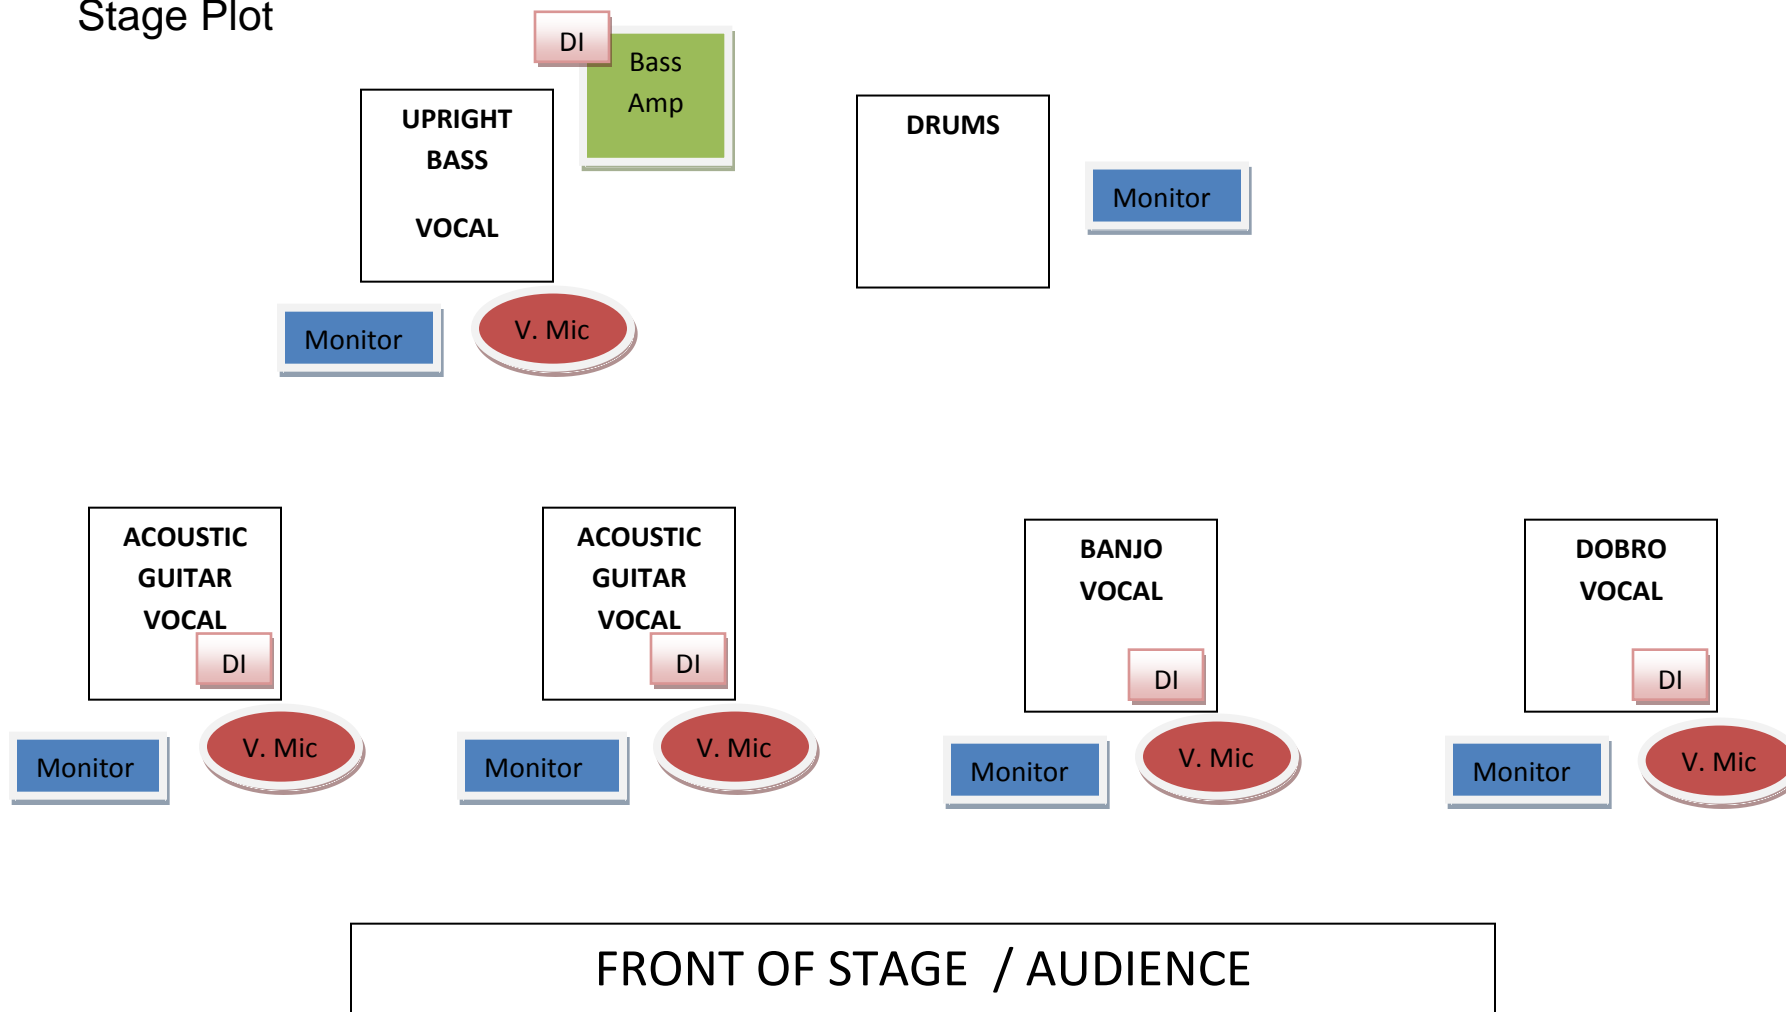 Stage Plot
DI
Bass
Amp
UPRIGHT
BASS
VOCAL
DRUMS
Monitor
Monitor
V. Mic
ACOUSTIC
GUITAR
VOCAL
DI
Monitor
V. Mic
ACOUSTIC
GUITAR
VOCAL
DI
Monitor
V. Mic
BANJO
VOCAL
DI
Monitor
V. Mic
DOBRO
VOCAL
DI
Monitor
V. Mic
FRONT OF STAGE / AUDIENCE